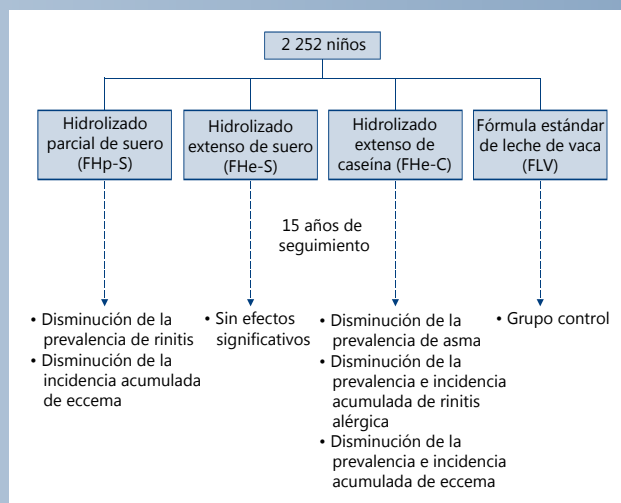 2 252 niños
Hidrolizado
parcial de suero
(FHp-S)
Hidrolizado
extenso de suero
(FHe-S)
Hidrolizado
extenso de
caseína (FHe-C)
Fórmula estándar
de leche de vaca
(FLV)
15 años de
seguimiento
• Disminución de la
prevalencia de rinitis
• Disminución de la
incidencia acumulada
de eccema
• Sin efectos
significativos
• Disminución de la
prevalencia de asma
• Disminución de la
prevalencia e incidencia
acumulada de rinitis
alérgica
• Disminución de la
prevalencia e incidencia
acumulada de eccema
• Grupo control